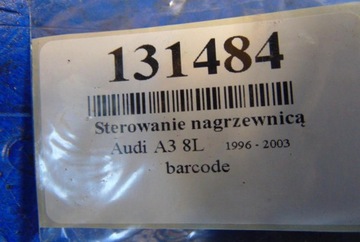 131484
Sterowanie nagrzewnicą
Audi A3 8L 1996 - 2003
barcode